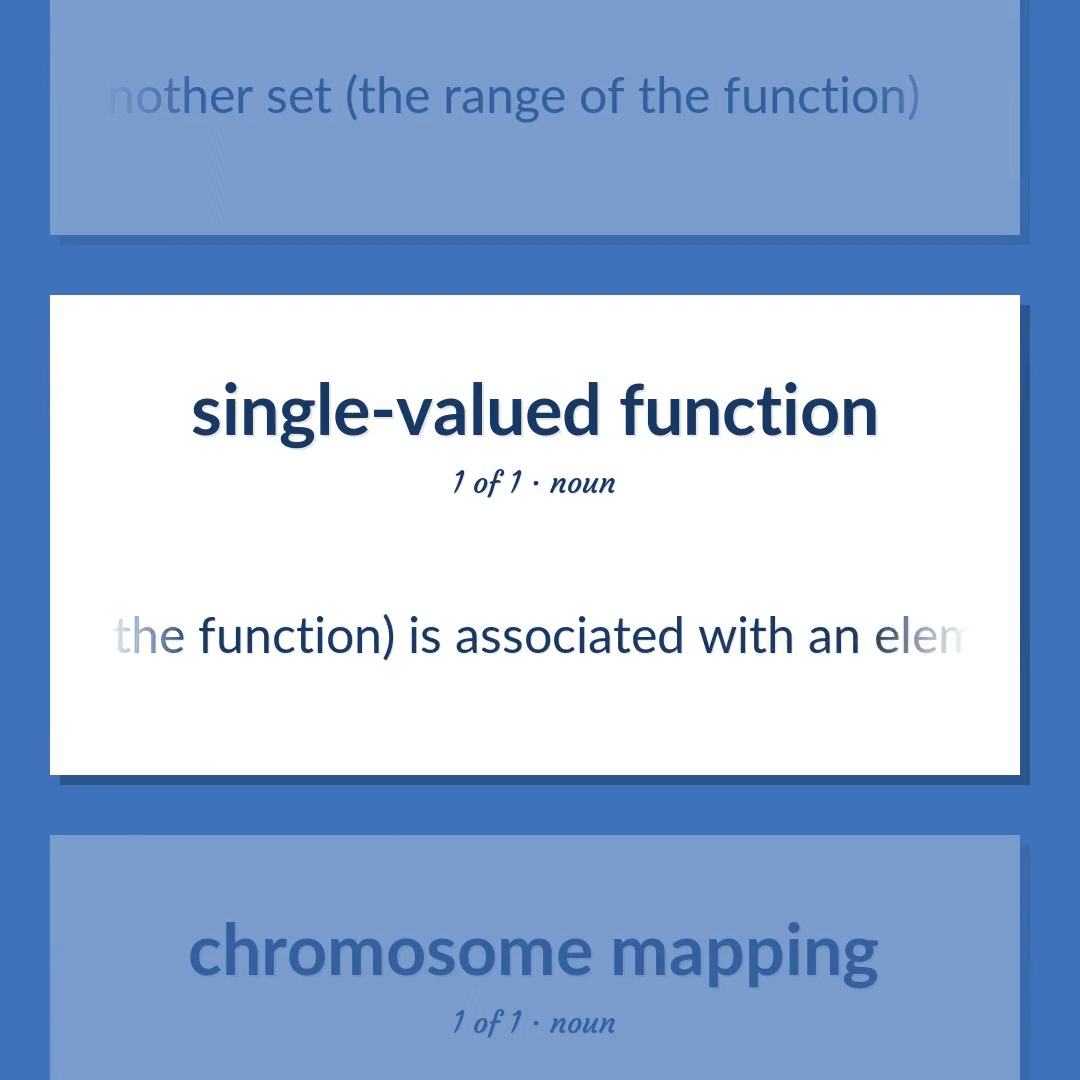 nother set (the range of the function)
single-valued function
1 of 1 · noun
the function) is associated with an elem
chromosome mapping
1 of 1 · noun